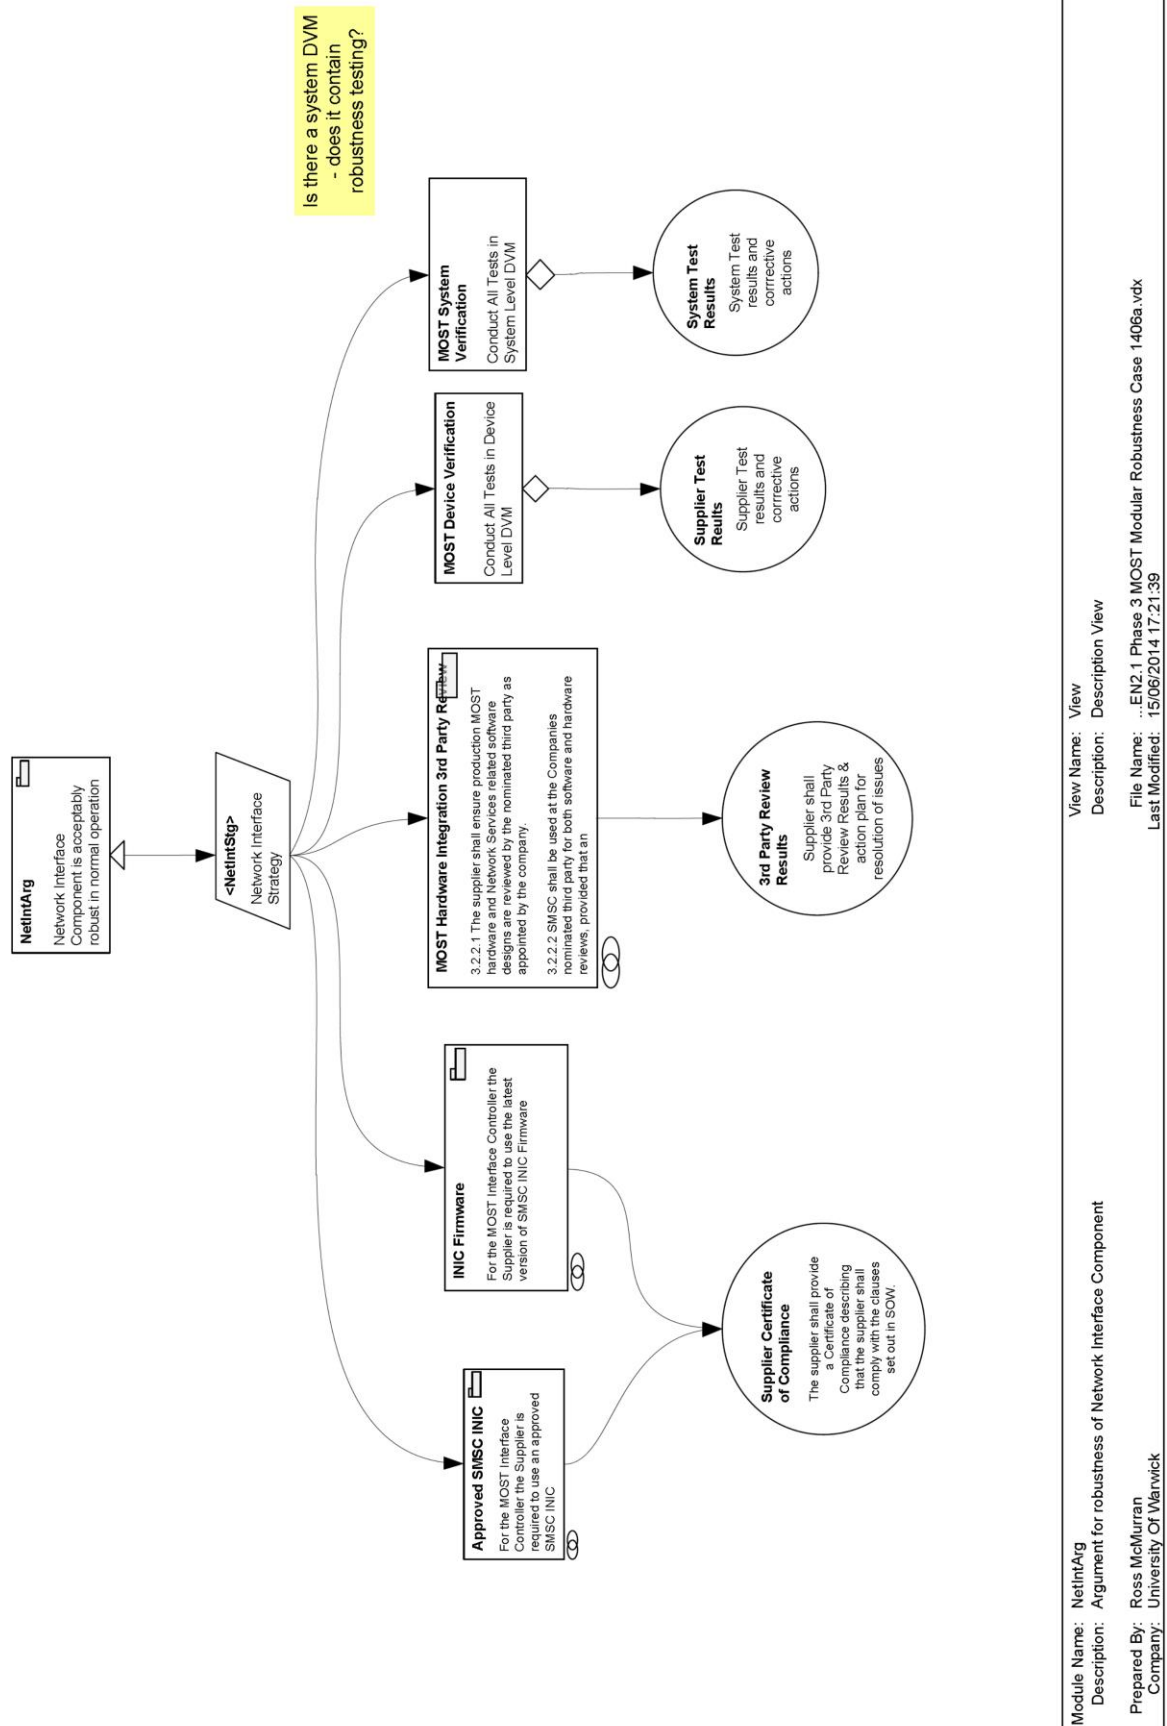 Is there a system DVM
- does it contain
robustness testing?
NetIntArg
Network Interface
Component is acceptably
robust in normal operation
<NetIntStg>
Network Interface
Strategy
Approved SMSC INIC
For the MOST Interface
Controller the Supplier is
required to use an approved
SMSC INIC
INIC Firmware
For the MOST Interface Controller the
Supplier is required to use the latest
version of SMSC INIC Firmware
MOST Hardware Integration 3rd Party Review
3.2.2.1 The supplier shall ensure production MOST
hardware and Network Services related software
designs are reviewed by the nominated third party as
appointed by the company.
3.2.2.2 SMSC shall be used at the Companies
nominated third party for both software and hardware
reviews, provided that an
MOST Device Verification
Conduct All Tests in Device
Level DVM
MOST System
Verification
Conduct All Tests in
System Level DVM
Supplier Certificate
of Compliance
The supplier shall provide
a Certificate of
Compliance describing
that the supplier shall
comply with the clauses
set out in SOW.
3rd Party Review
Results
Supplier shall
provide 3rd Party
Review Results &
action plan for
resolution of issues
Supplier Test
Reults
Supplier Test
results and
corrrective
actions
System Test
Results
System Test
results and
corrrective
actions
Module Name: NetIntArg
Description: Argument for robustness of Network Interface Component
Prepared By: Ross McMurran
Company: University Of Warwick
View Name: View
Description: Description View
File Name: ...EN2.1 Phase 3 MOST Modular Robustness Case 1406a.vdx
Last Modified: 15/06/2014 17:21:39